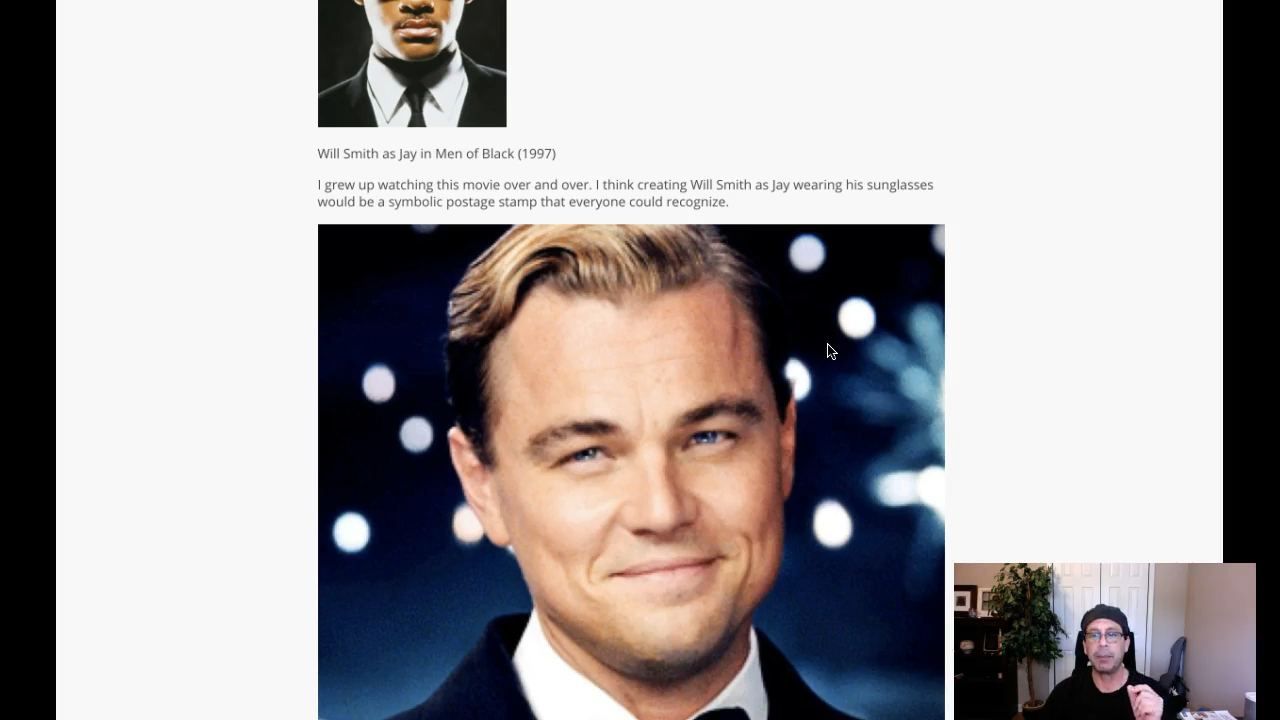 Will Smith as Jay in Men of Black (1997)
I grew up watching this movie over and over. I think creating Will Smith as Jay wearing his sunglasses
would be a symbolic postage stamp that everyone could recognize.